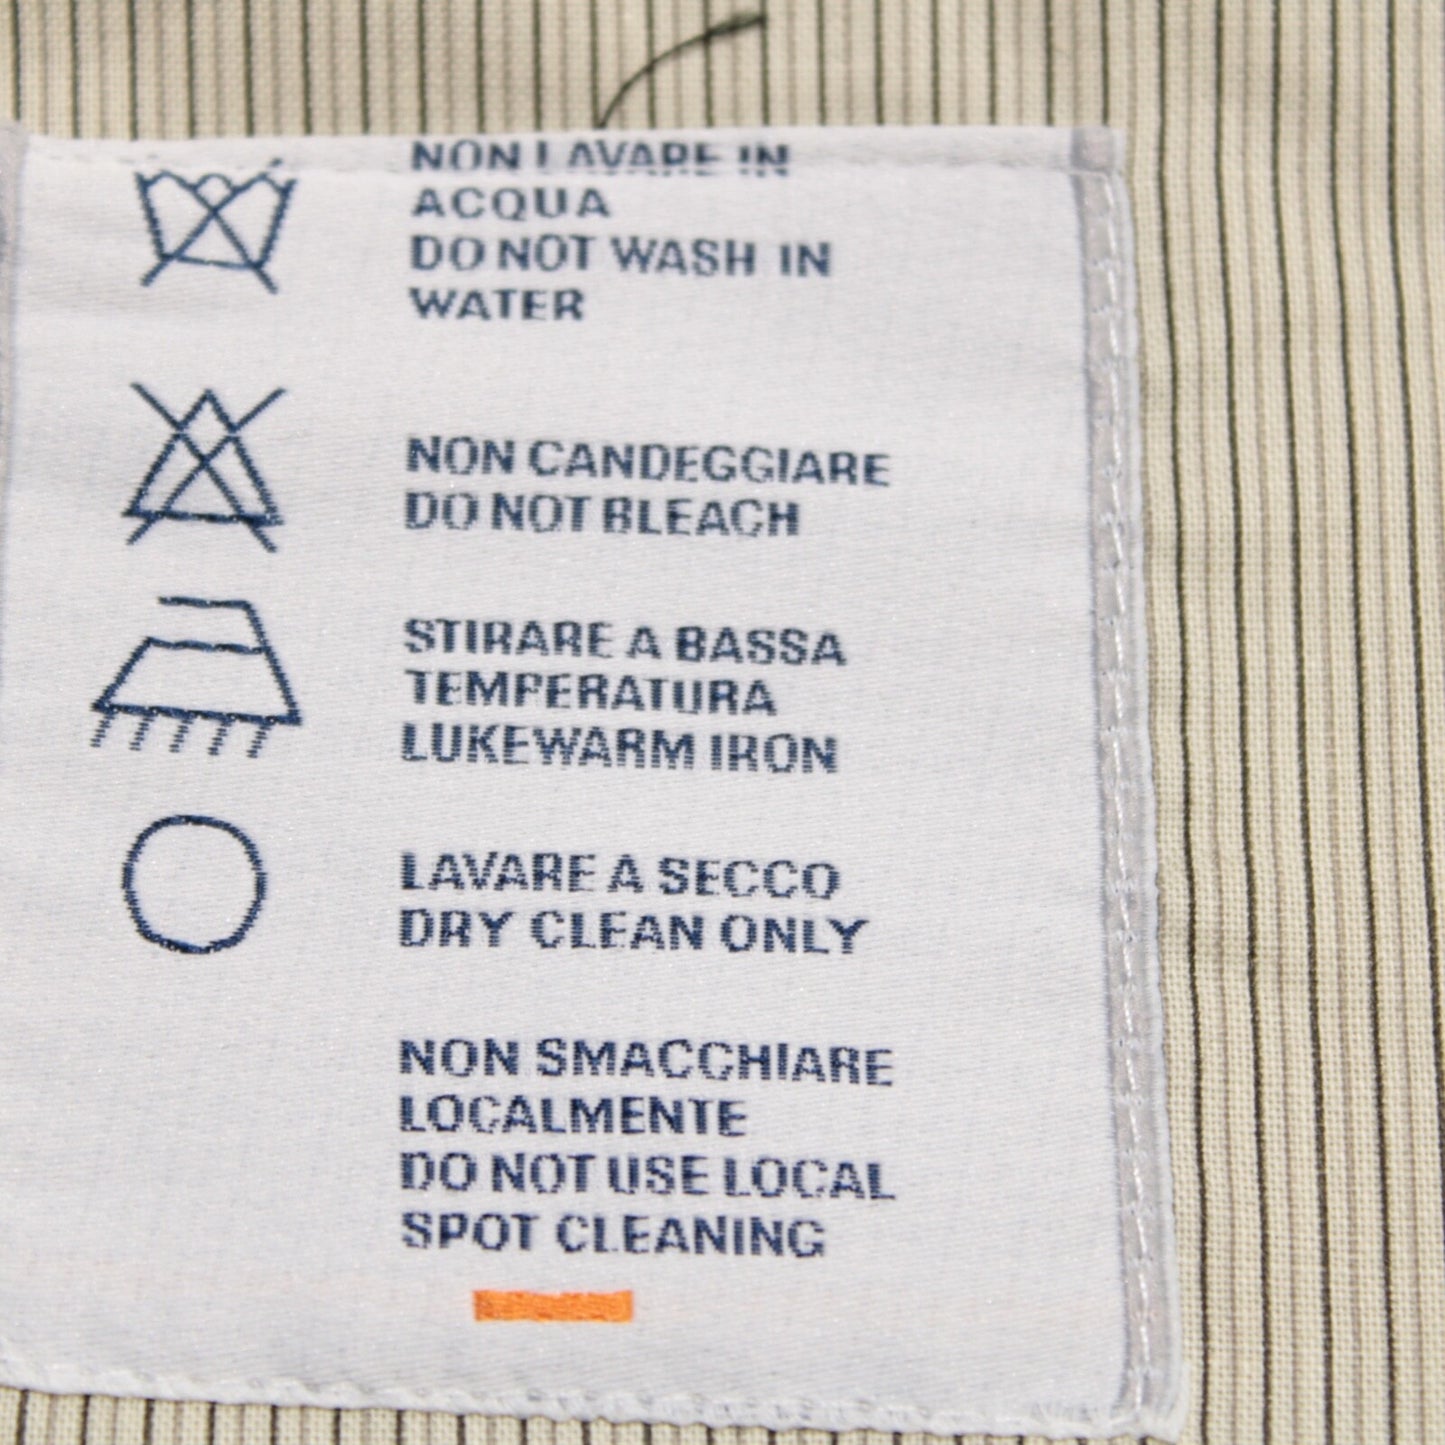 NON LAVARE IN
ACQUA
DO NOT WASH IN
WATER
NON CANDEGGIARE
DO NOT BLEACH
STIRARE A BASSA
TEMPERATURA
LUKEWARM IRON
LAVARE A SECCO
DRY CLEAN ONLY
NON SMACCHIARE
LOCALMENTE
DO NOT USE LOCAL
SPOT CLEANING